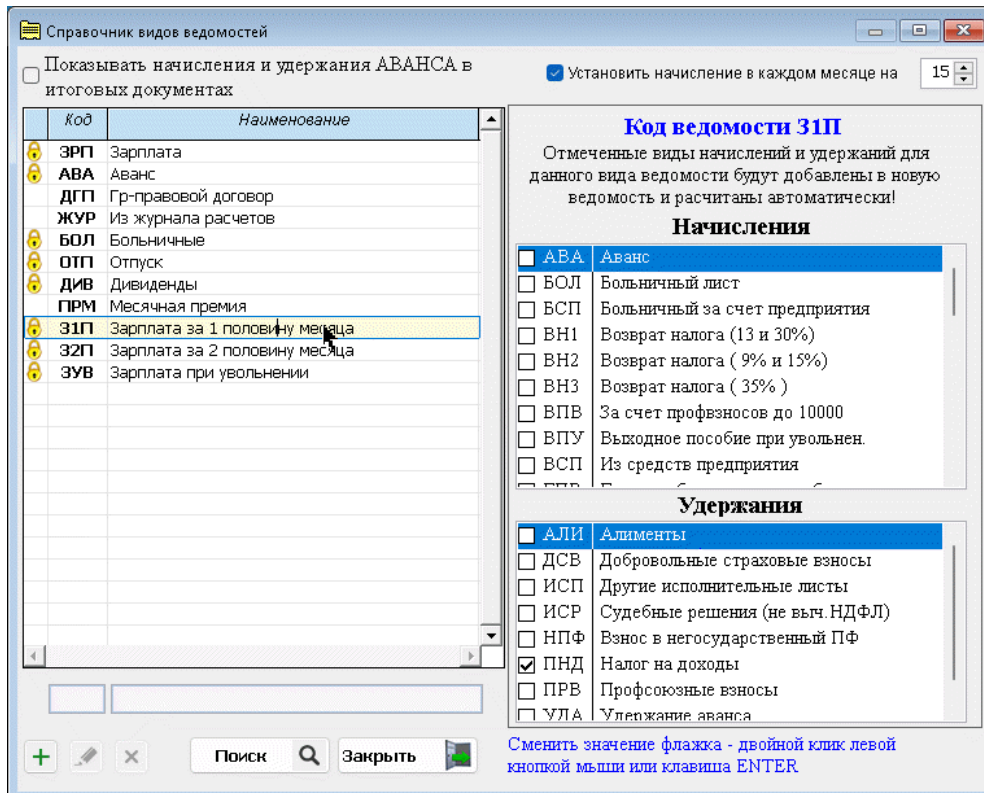 Справочник видов ведомостей
Показывать начисления и удержания АВАНСА в
итоговых документах
Установить начисление в каждом месяце на 15
Код Наименование
ЗРП Зарплата
АВА Аванс
ДГП Гр-правовой договор
ЖУР Из журнала расчетов
БОЛ Больничные
ОТП Отпуск
ДИВ Дивиденды
ПРМ Месячная премия
З1П Зарплата за 1 половину месяца
З2П Зарплата за 2 половину месяца
ЗУВ Зарплата при увольнении
Поиск Закрыть
Код ведомости З1П
Отмеченные виды начислений и удержаний для
данного вида ведомости будут добавлены в новую
ведомость и расчитаны автоматически!
Начисления
АВА Аванс
БОЛ Больничный лист
БСП Больничный за счет предприятия
ВН1 Возврат налога (13 и 30%)
ВН2 Возврат налога ( 9% и 15%)
ВН3 Возврат налога ( 35% )
ВПВ За счет профвзносов до 10000
ВПУ Выходное пособие при увольнен.
ВСП Из средств предприятия
Удержания
АЛИ Алименты
ДСВ Добровольные страховые взносы
ИСП Другие исполнительные листы
ИСР Судебные решения (не выч.НДФЛ)
НПФ Взнос в негосударственный ПФ
ПНД Налог на доходы
ПРВ Профсоюзные взносы
УДА Удержание аванса
Сменить значение флажка - двойной клик левой
кнопкой мыши или клавиша ENTER